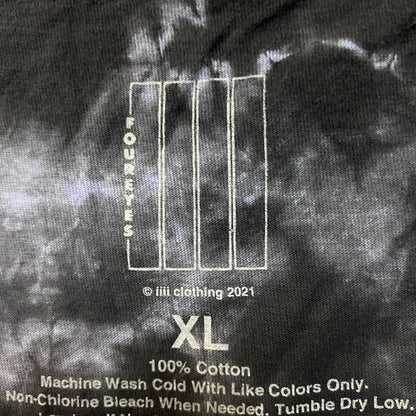 FOUREYES
© iiii clothing 2021
XL
100% Cotton
Machine Wash Cold With Like Colors Only.
Non-Chlorine Bleach When Needed. Tumble Dry Low.